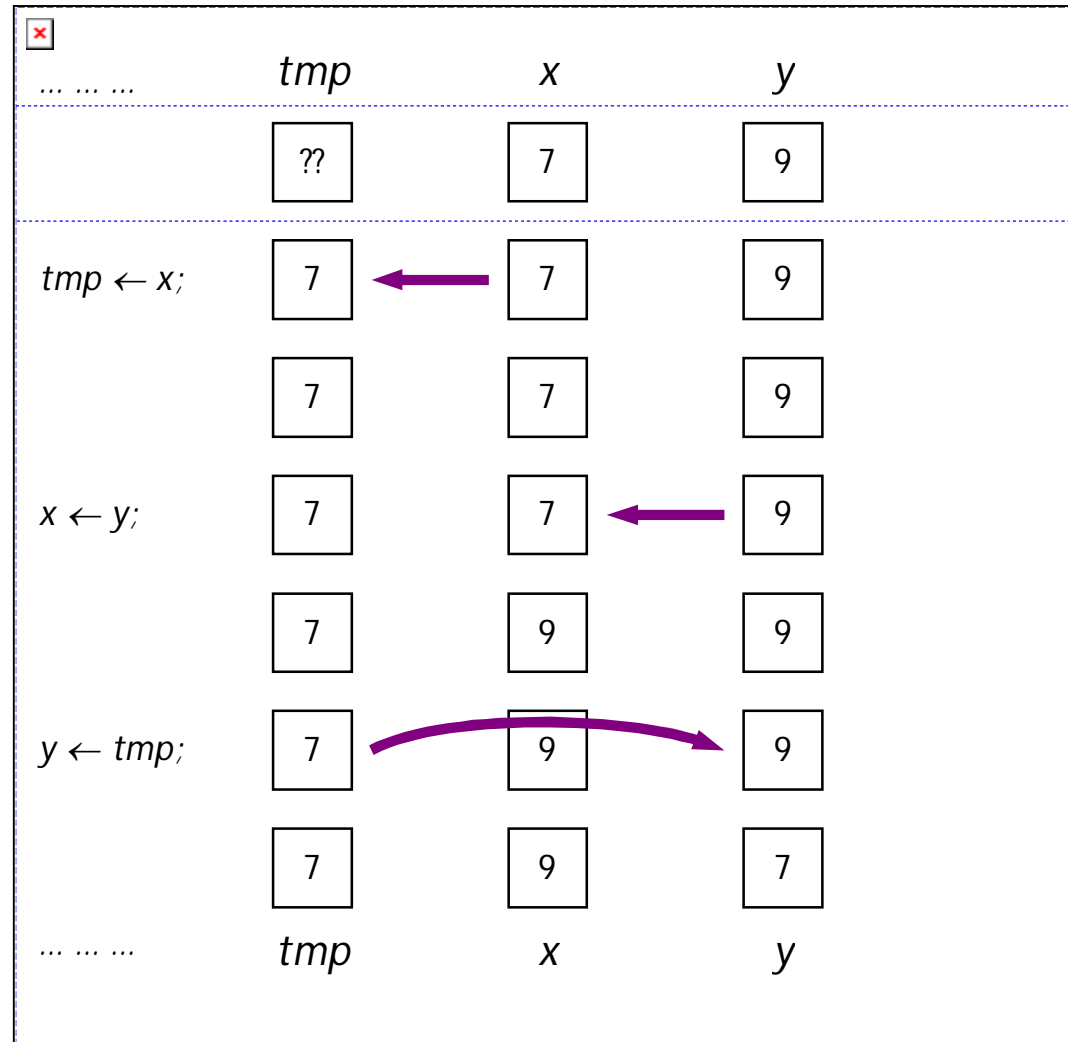 ... ... ... tmp x y
?? 7 9
tmp ← x; 7 7 9
7 7 9
x ← y; 7 7 9
7 9 9
y ← tmp; 7 9 9
7 9 7
... ... ... tmp x y